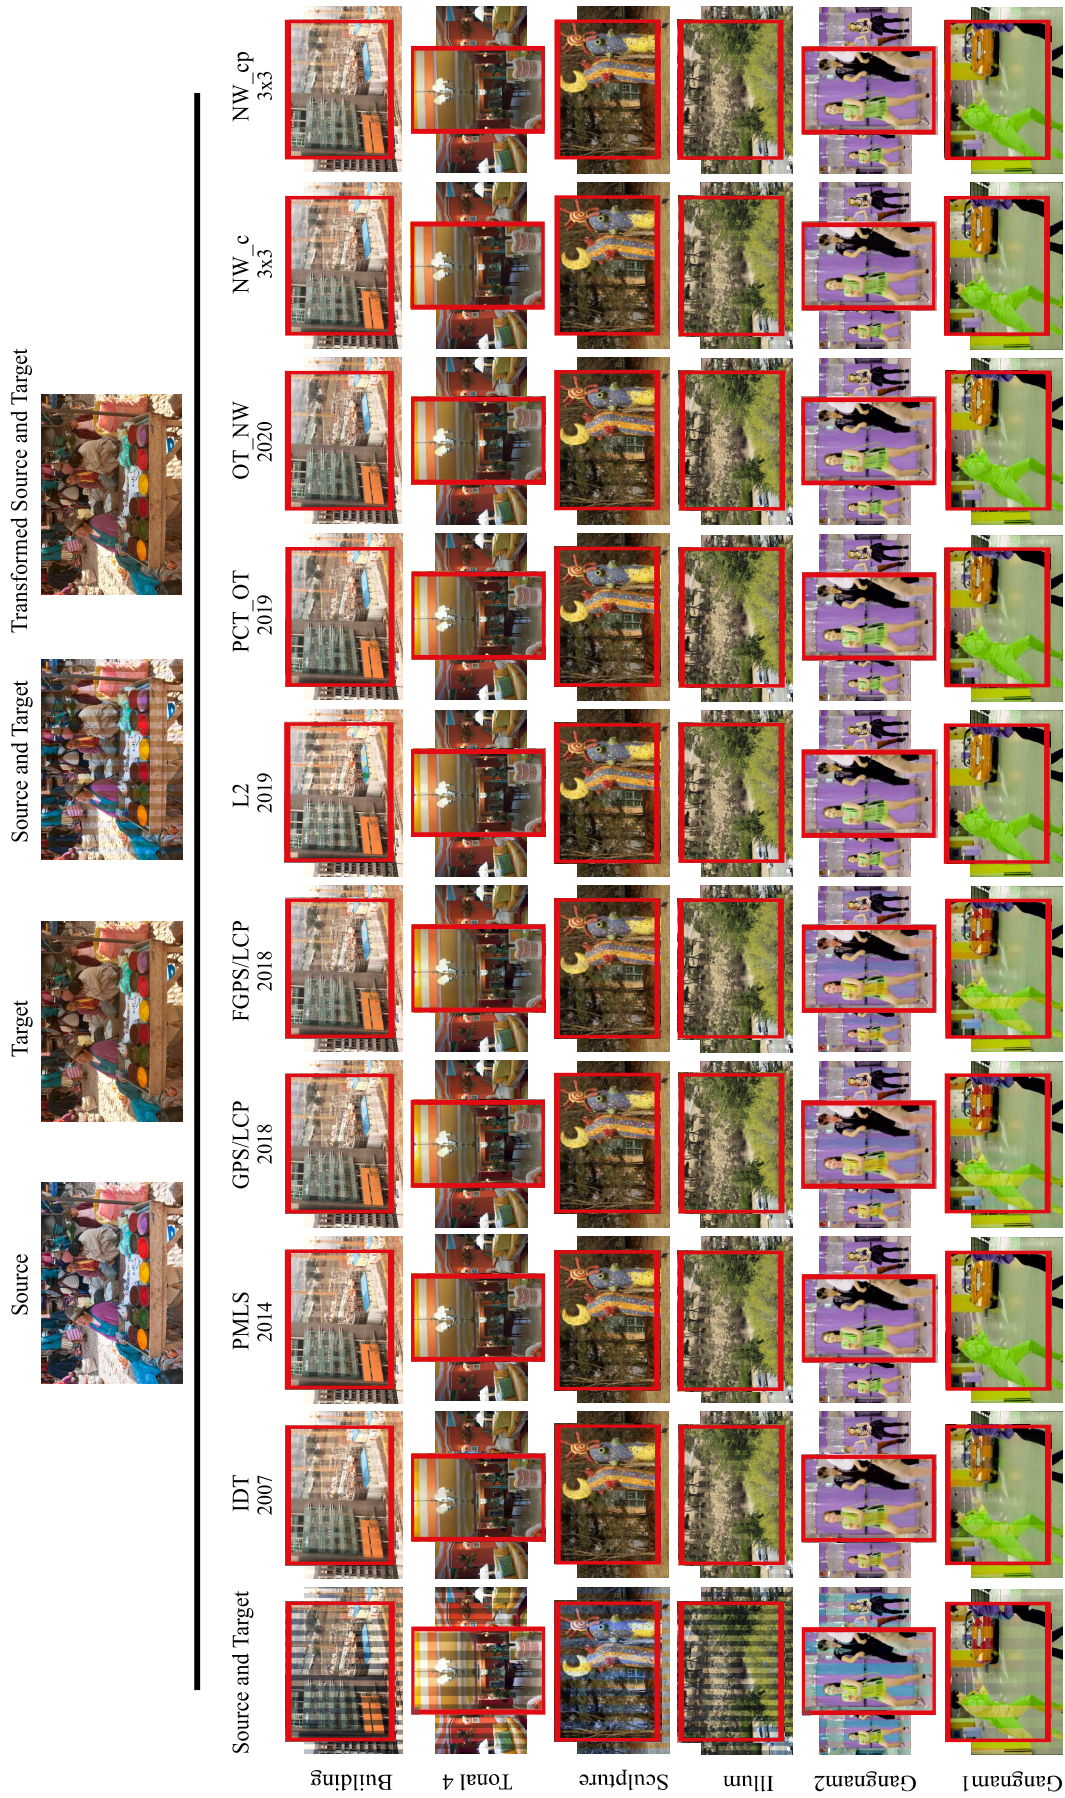 Source
Target
Source and Target
Transformed Source and Target
Source and Target
IDT
2007
PMLS
2014
GPS/LCP
2018
FGPS/LCP
2018
L2
2019
PCT_OT
2019
OT_NW
2020
NW_c
3x3
NW_cp
3x3
Building
Tonal 4
Sculpture
Illum
Gangnam2
Gangnam1